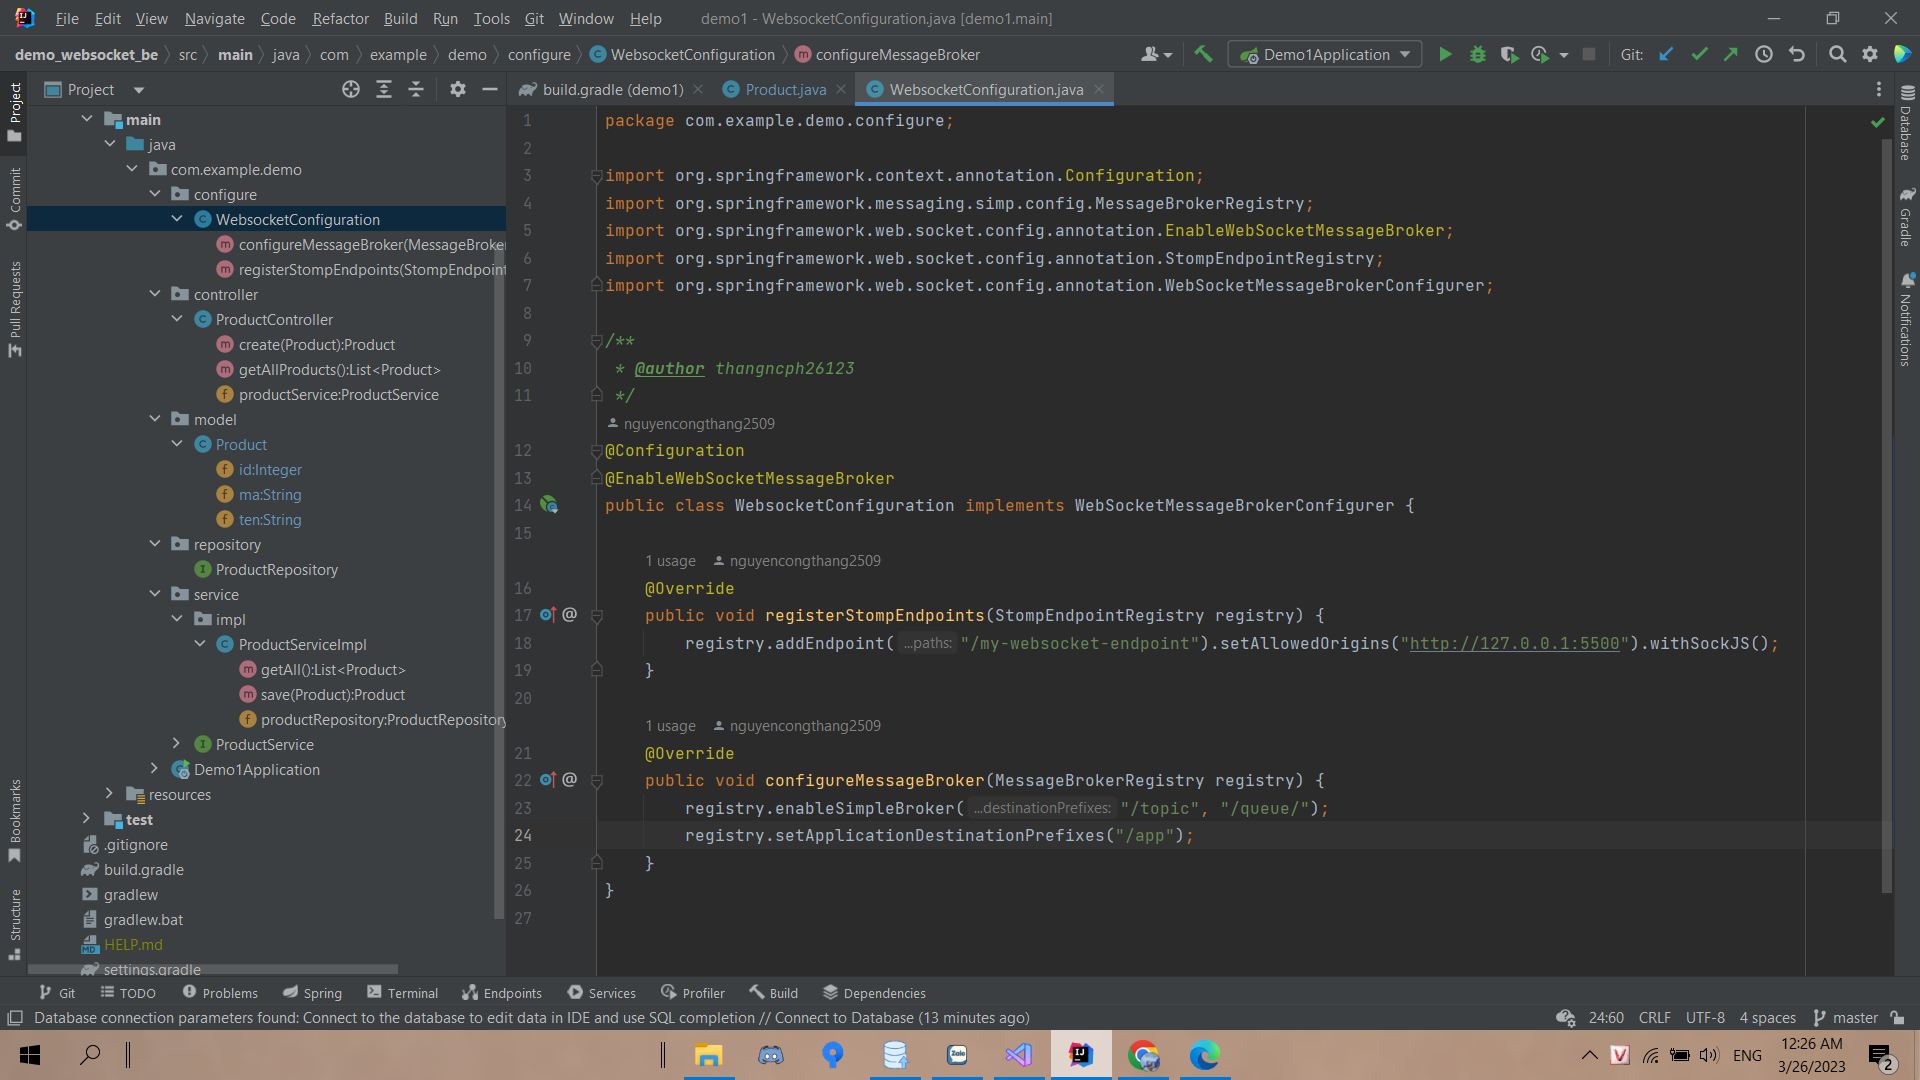 File Edit View Navigate Code Refactor Build Run Tools Git Window Help demo1 - WebsocketConfiguration.java [demo1.main]
demo_websocket_be src main java com example demo configure WebsocketConfiguration configureMessageBroker Demo1Application Git:
Project
build.gradle (demo1) Product.java WebsocketConfiguration.java
Project
Commit
Pull Requests
Bookmarks
Structure
main
java
com.example.demo
configure
WebsocketConfiguration
configureMessageBroker(MessageBroke
registerStompEndpoints(StompEndpoint
controller
ProductController
create(Product):Product
getAllProducts():List<Product>
productService:ProductService
model
Product
id:Integer
ma:String
ten:String
repository
ProductRepository
service
impl
ProductServiceImpl
getAll():List<Product>
save(Product):Product
productRepository:ProductRepository
ProductService
Demo1Application
resources
test
.gitignore
build.gradle
gradlew
gradlew.bat
HELP.md
settings.gradle
1 package com.example.demo.configure;
2
3 import org.springframework.context.annotation.Configuration;
4 import org.springframework.messaging.simp.config.MessageBrokerRegistry;
5 import org.springframework.web.socket.config.annotation.EnableWebSocketMessageBroker;
6 import org.springframework.web.socket.config.annotation.StompEndpointRegistry;
7 import org.springframework.web.socket.config.annotation.WebSocketMessageBrokerConfigurer;
8
9 /**
10 * @author thangncph26123
11 */
nguyencongthang2509
12 @Configuration
13 @EnableWebSocketMessageBroker
14 public class WebsocketConfiguration implements WebSocketMessageBrokerConfigurer {
15
1 usage nguyencongthang2509
16 @Override
17 @ public void registerStompEndpoints(StompEndpointRegistry registry) {
18 registry.addEndpoint( ...paths: "/my-websocket-endpoint").setAllowedOrigins("http://127.0.0.1:5500").withSockJS();
19 }
20
1 usage nguyencongthang2509
21 @Override
22 @ public void configureMessageBroker(MessageBrokerRegistry registry) {
23 registry.enableSimpleBroker( ...destinationPrefixes: "/topic", "/queue/");
24 registry.setApplicationDestinationPrefixes("/app");
25 }
26 }
27
Database
Gradle
Notifications
Git TODO Problems Spring Terminal Endpoints Services Profiler Build Dependencies
Database connection parameters found: Connect to the database to edit data in IDE and use SQL completion // Connect to Database (13 minutes ago) 24:60 CRLF UTF-8 4 spaces master
Zalo ENG 12:26 AM
3/26/2023 2